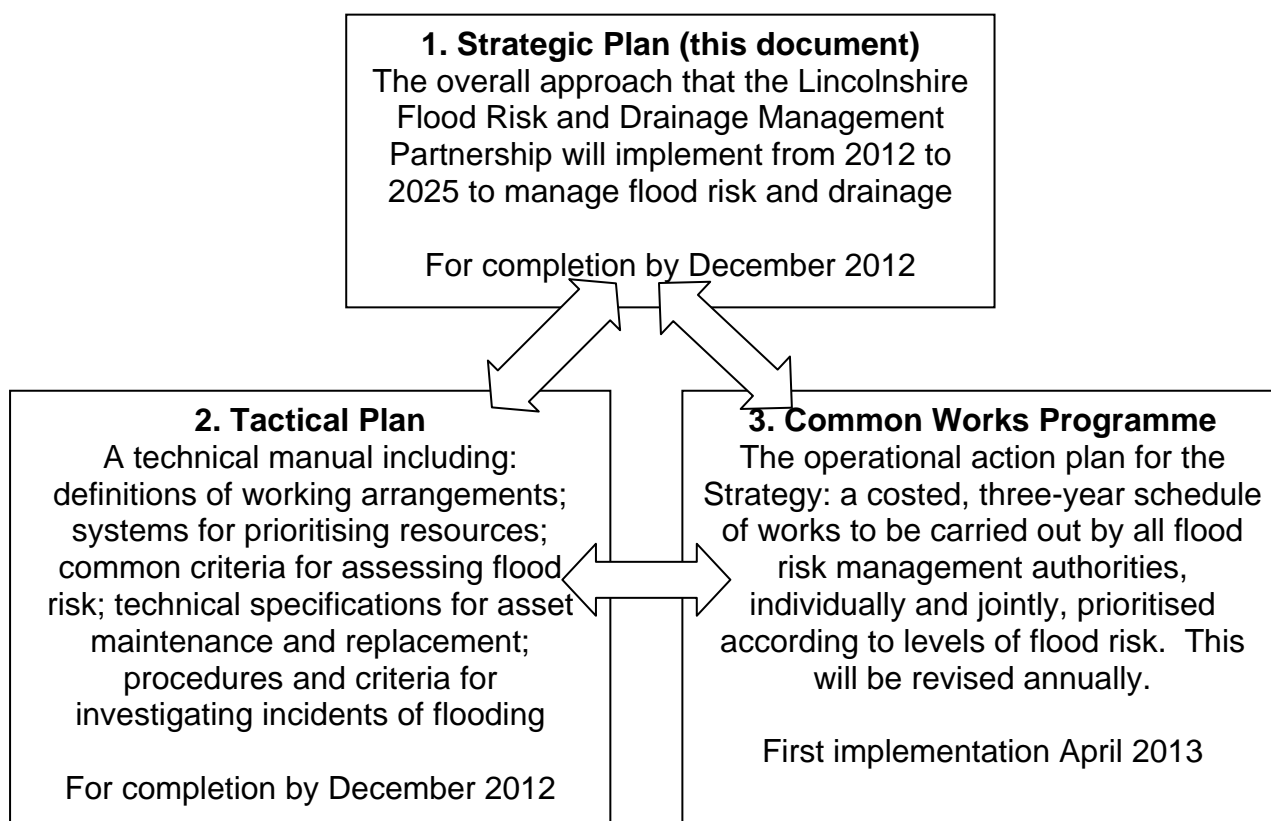 1. Strategic Plan (this document)
The overall approach that the Lincolnshire
Flood Risk and Drainage Management
Partnership will implement from 2012 to
2025 to manage flood risk and drainage
For completion by December 2012
2. Tactical Plan
A technical manual including:
definitions of working arrangements;
systems for prioritising resources;
common criteria for assessing flood
risk; technical specifications for asset
maintenance and replacement;
procedures and criteria for
investigating incidents of flooding
For completion by December 2012
3. Common Works Programme
The operational action plan for the
Strategy: a costed, three-year schedule
of works to be carried out by all flood
risk management authorities,
individually and jointly, prioritised
according to levels of flood risk.  This
will be revised annually.
First implementation April 2013